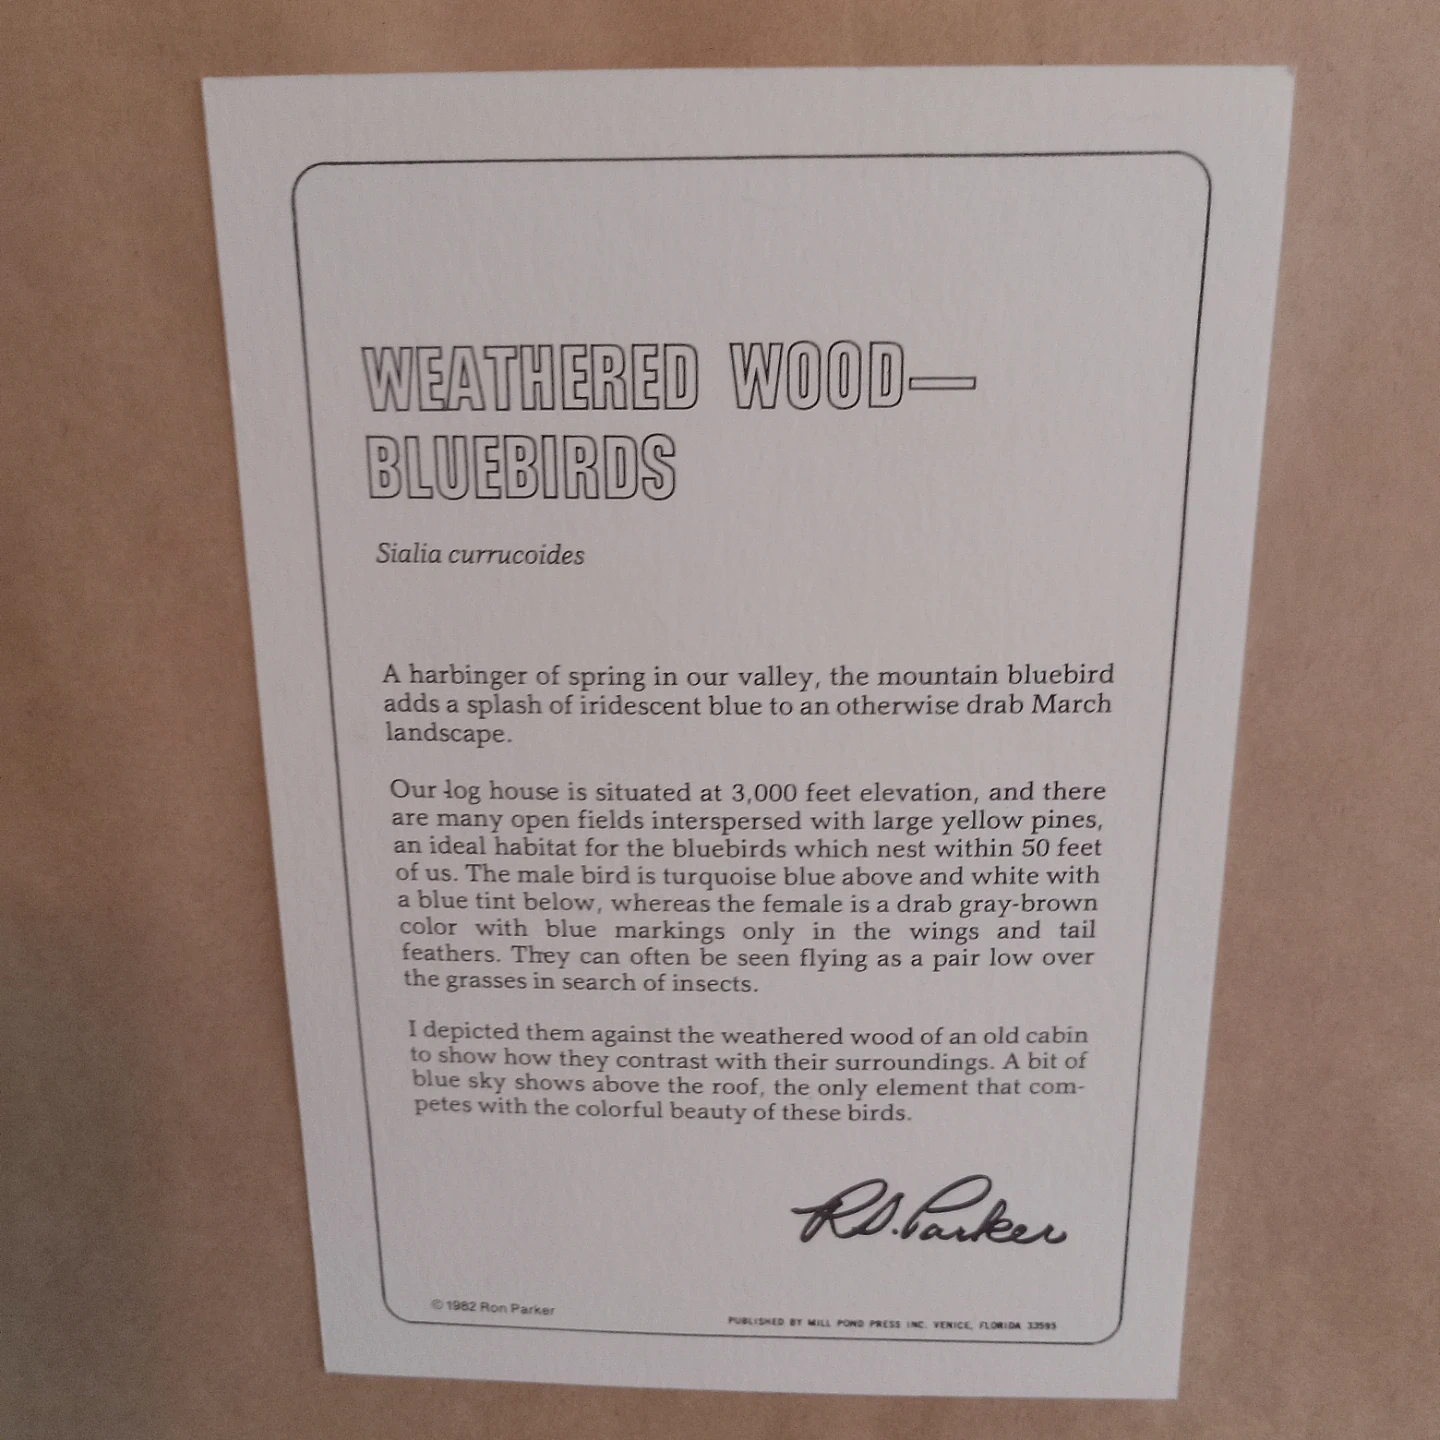 WEATHERED WOOD—
BLUEBIRDS
Sialia currucoides
A harbinger of spring in our valley, the mountain bluebird
adds a splash of iridescent blue to an otherwise drab March
landscape.
Our log house is situated at 3,000 feet elevation, and there
are many open fields interspersed with large yellow pines,
an ideal habitat for the bluebirds which nest within 50 feet
of us. The male bird is turquoise blue above and white with
a blue tint below, whereas the female is a drab gray-brown
color with blue markings only in the wings and tail
feathers. They can often be seen flying as a pair low over
the grasses in search of insects.
I depicted them against the weathered wood of an old cabin
to show how they contrast with their surroundings. A bit of
blue sky shows above the roof, the only element that com-
petes with the colorful beauty of these birds.
RS. Parker
© 1982 Ron Parker
PUBLISHED BY MILL POND PRESS INC. VENICE, FLORIDA 33595